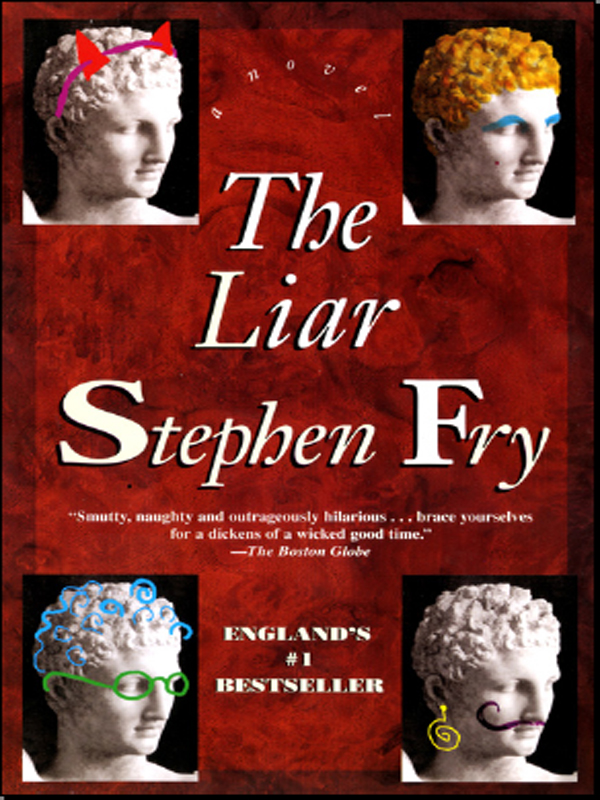 a novel
The
Liar
Stephen Fry
“Smutty, naughty and outrageously hilarious . . . brace yourselves
for a dickens of a wicked good time.”
—The Boston Globe
ENGLAND'S
#1
BESTSELLER